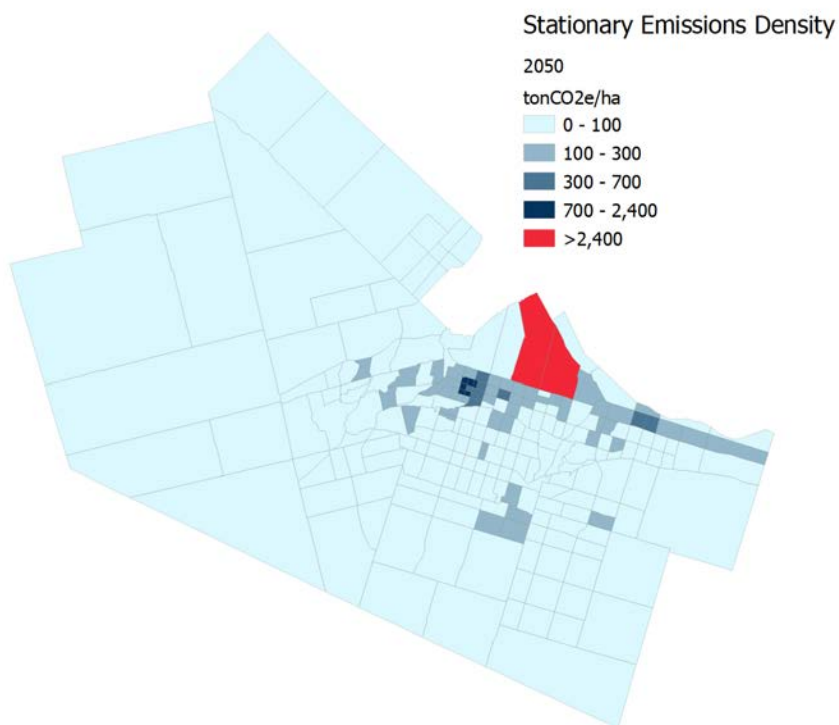 Stationary Emissions Density
2050
tonCO2e/ha
0 - 100
100 - 300
300 - 700
700 - 2,400
>2,400